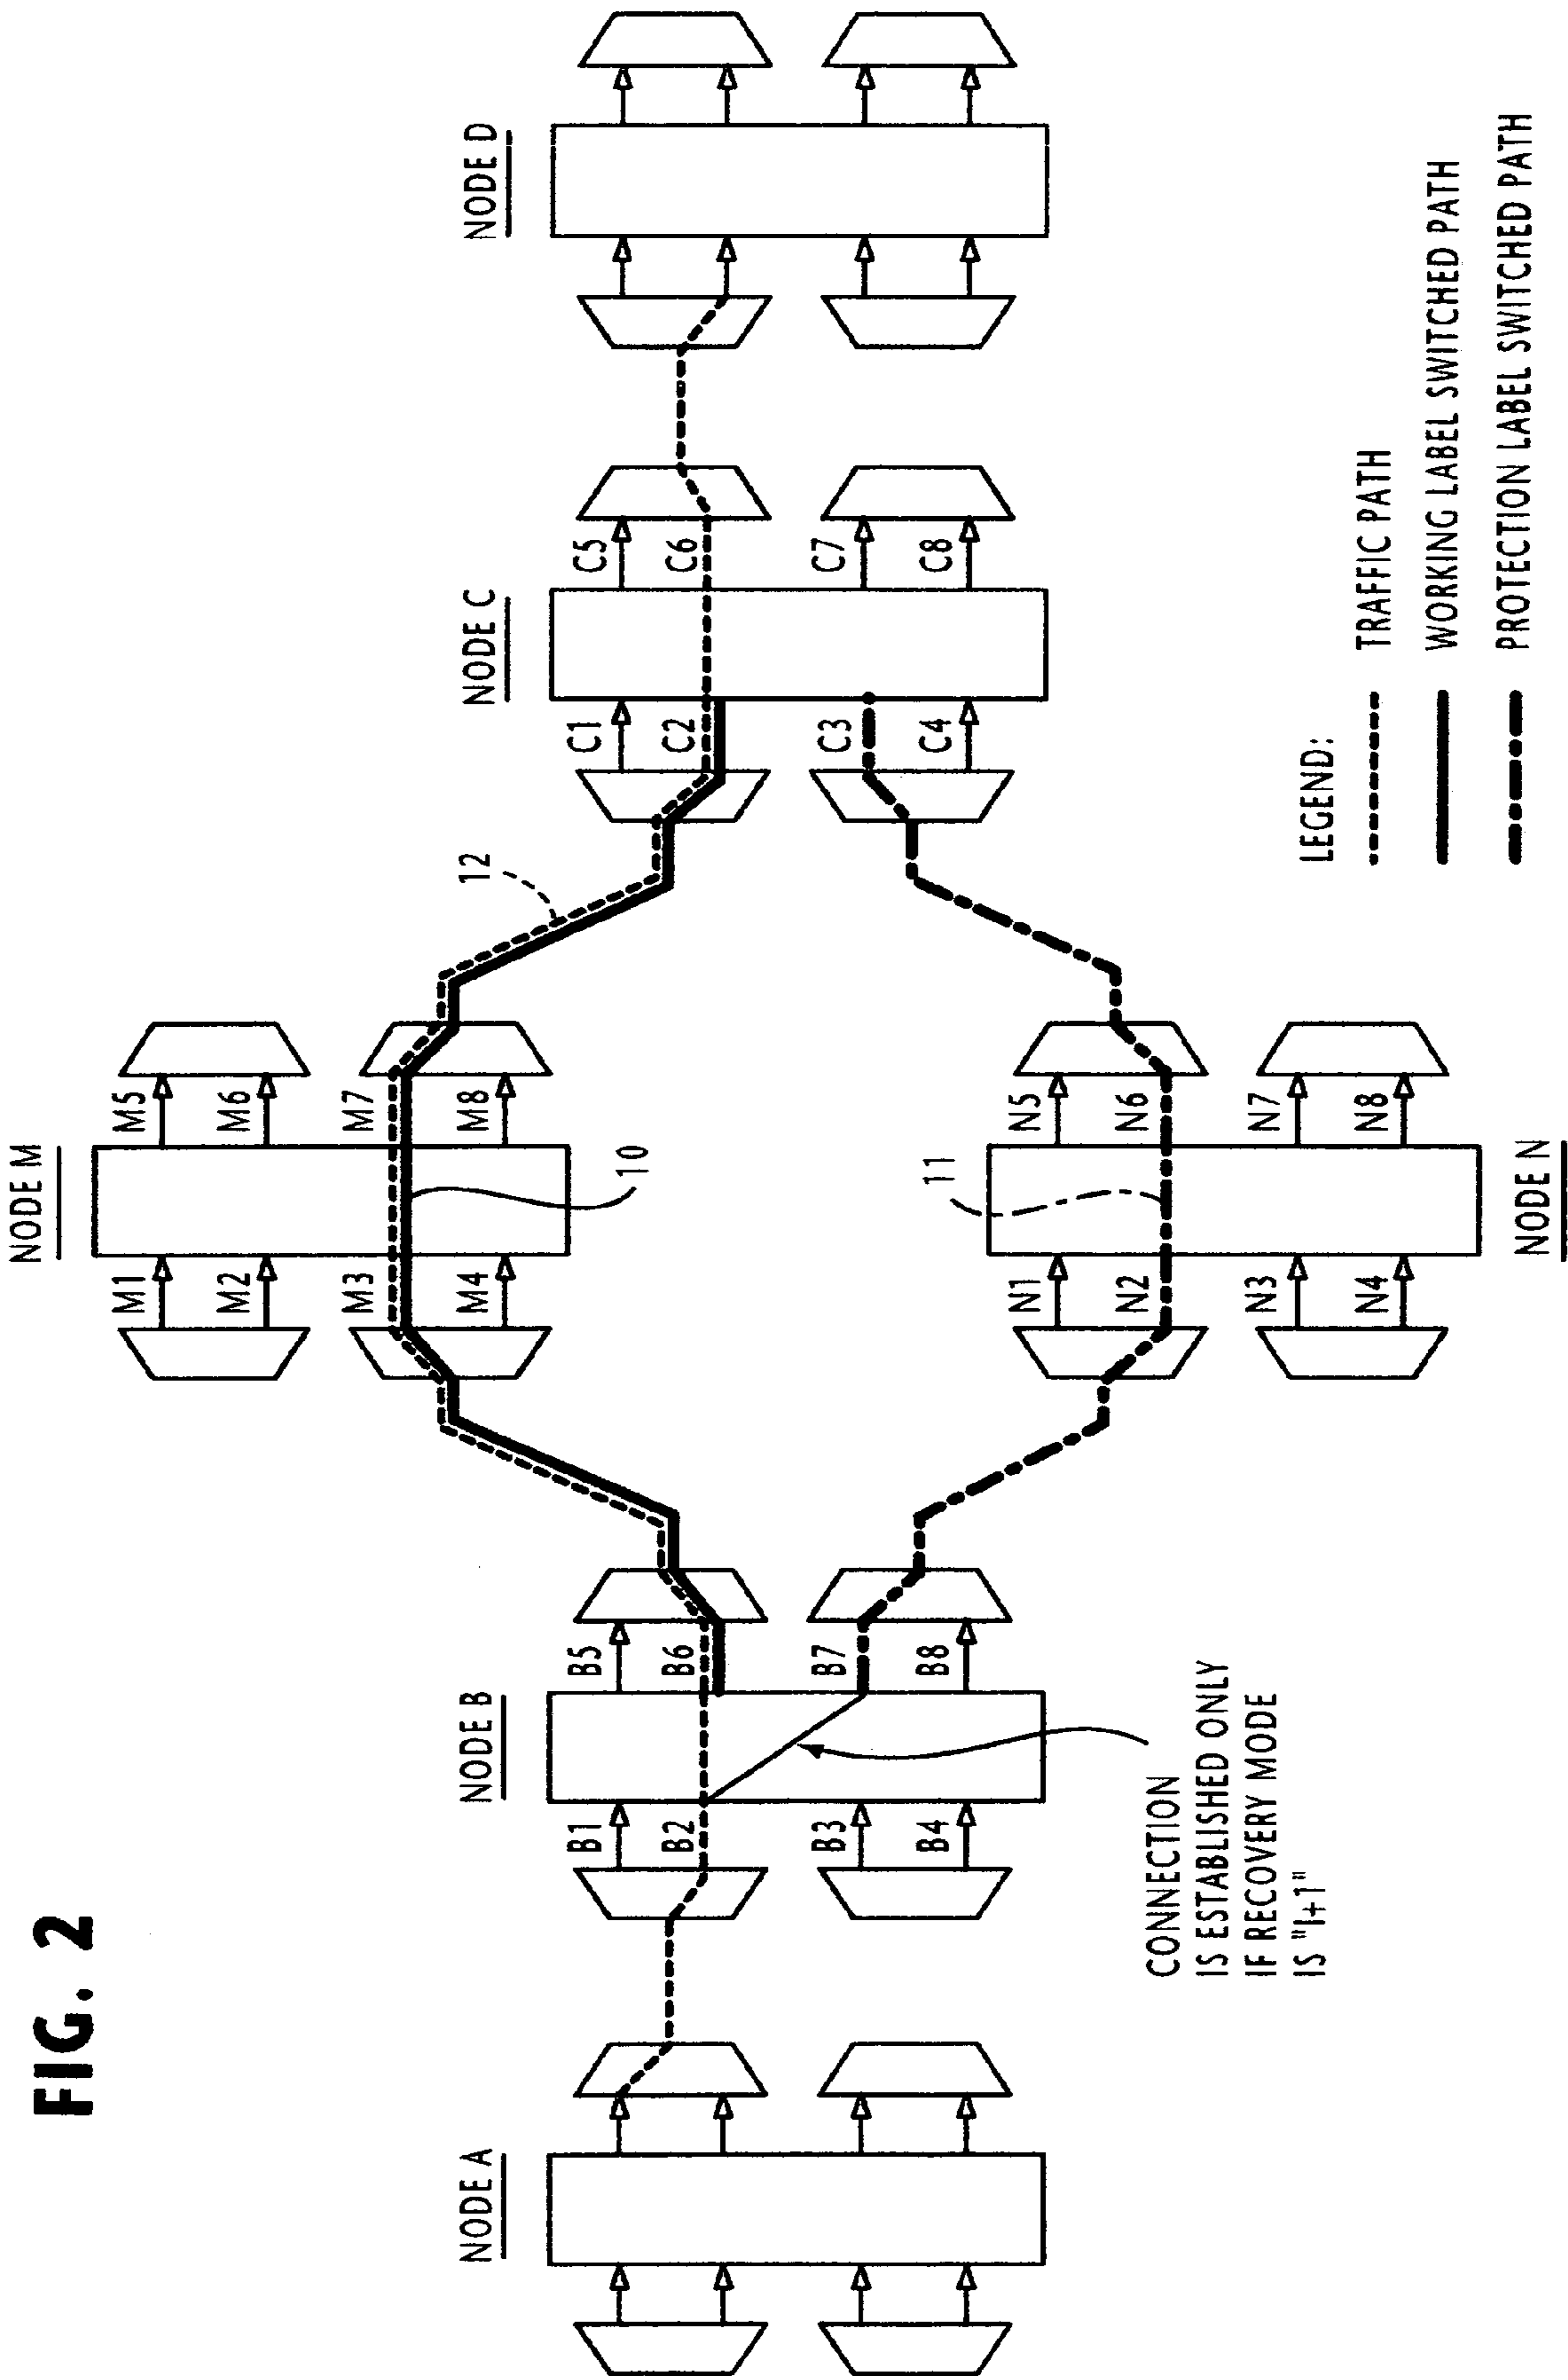 FIG. 2
NODE M
M1
M2
M3
M4
M5
M6
M7
M8
10
12
NODE A
NODE B
B1
B2
B3
B4
B5
B6
B7
B8
NODE C
C1
C2
C3
C4
C5
C6
C7
C8
NODE D
11
N1
N2
N3
N4
N5
N6
N7
N8
NODE N
CONNECTION
IS ESTABLISHED ONLY
IF RECOVERY MODE
IS "1+1"
LEGEND:
TRAFFIC PATH
WORKING LABEL SWITCHED PATH
PROTECTION LABEL SWITCHED PATH